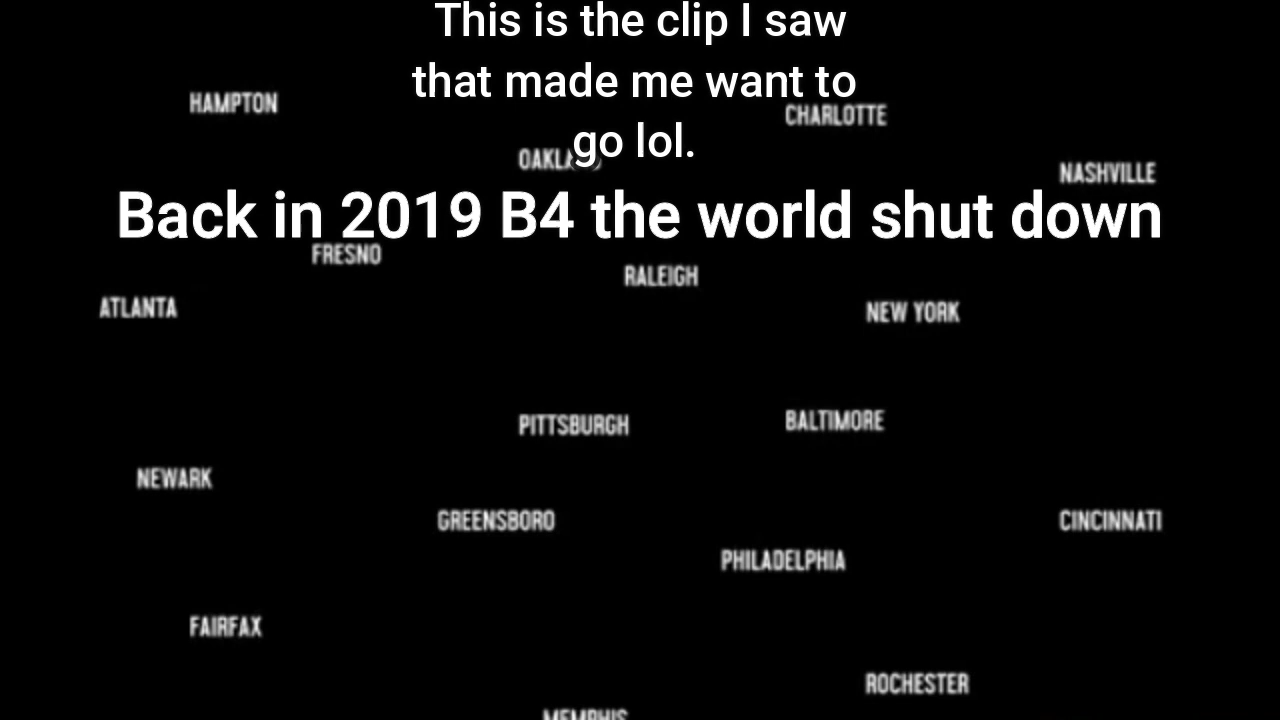 This is the clip I saw
that made me want to
go lol.
Back in 2019 B4 the world shut down
HAMPTON
CHARLOTTE
NASHVILLE
FRESNO
RALEIGH
ATLANTA
NEW YORK
PITTSBURGH
BALTIMORE
NEWARK
GREENSBORO
CINCINNATI
PHILADELPHIA
FAIRFAX
ROCHESTER
MEMPHIS